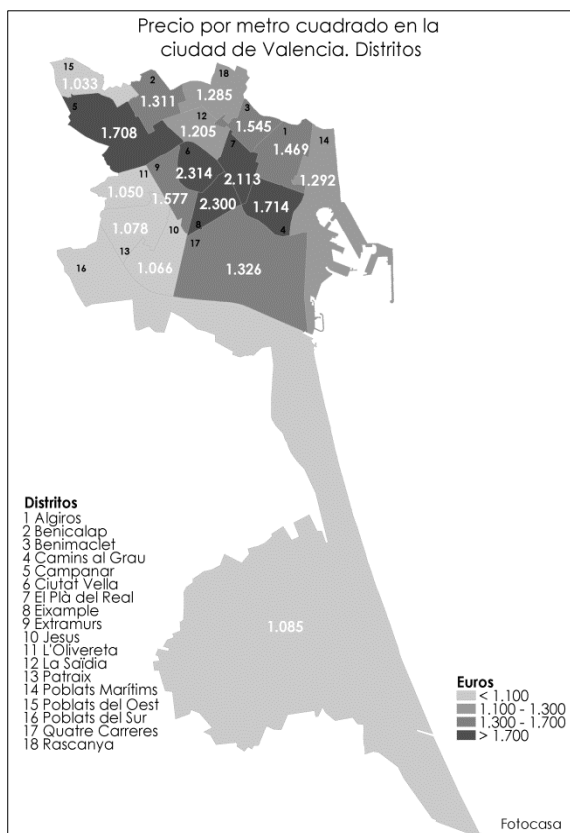 Precio por metro cuadrado en la
ciudad de Valencia. Distritos
15
1.033
2
18
1.311
1.285
5
12
3
1.708
1.205
1.545
7
1
14
6
1.469
11
9
2.314
2.113
1.292
1.050
1.577
2.300
1.714
1.078
10
8
4
13
17
16
1.066
1.326
1.085
Distritos
1 Algiros
2 Benicalap
3 Benimaclet
4 Camins al Grau
5 Campanar
6 Ciutat Vella
7 El Plà del Real
8 Eixample
9 Extramurs
10 Jesus
11 L'Olivereta
12 La Saïdia
13 Patraix
14 Poblats Marítims
15 Poblats del Oest
16 Poblats del Sur
17 Quatre Carreres
18 Rascanya
Euros
< 1.100
1.100 - 1.300
1.300 - 1.700
> 1.700
Fotocasa